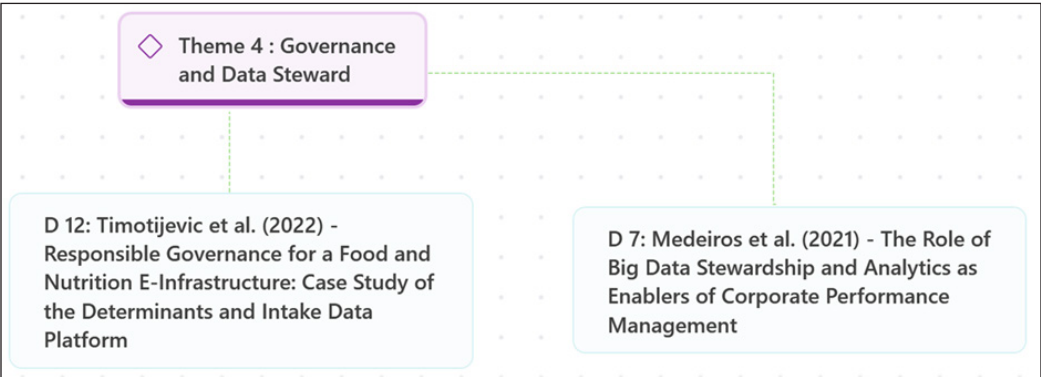 Theme 4 : Governance
and Data Steward
D 12: Timotijevic et al. (2022) -
Responsible Governance for a Food and
Nutrition E-Infrastructure: Case Study of
the Determinants and Intake Data
Platform
D 7: Medeiros et al. (2021) - The Role of
Big Data Stewardship and Analytics as
Enablers of Corporate Performance
Management